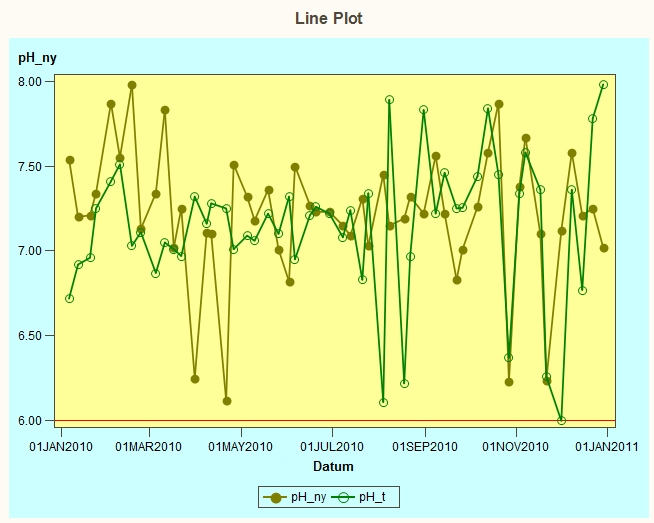 Line Plot
pH_ny
8.00
7.50
7.00
6.50
6.00
01JAN2010 01MAR2010 01MAY2010 01JUL2010 01SEP2010 01NOV2010 01JAN2011
Datum
pH_ny pH_t